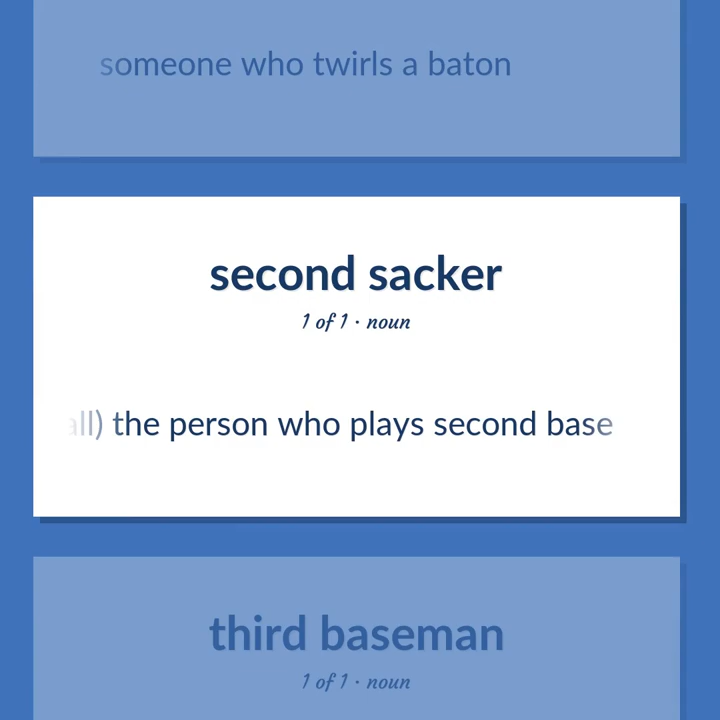 someone who twirls a baton
second sacker
1 of 1 · noun
all) the person who plays second base
third baseman
1 of 1 · noun